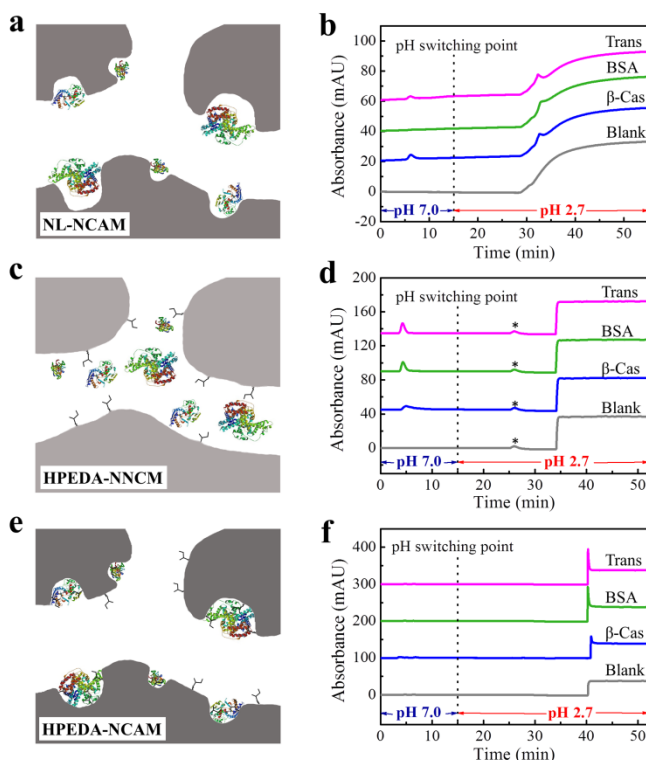 a
NL-NCAM
b
pH switching point
Trans
BSA
β-Cas
Blank
Absorbance (mAU)
100
80
60
40
20
0
pH 7.0
pH 2.7
0 10 20 30 40 50
Time (min)
c
HPEDA-NNCM
d
pH switching point
Trans
BSA
β-Cas
Blank
* * * *
Absorbance (mAU)
200
160
120
80
40
0
pH 7.0
pH 2.7
0 10 20 30 40 50
Time (min)
e
HPEDA-NCAM
f
pH switching point
Trans
BSA
β-Cas
Blank
Absorbance (mAU)
400
300
200
100
0
pH 7.0
pH 2.7
0 10 20 30 40 50
Time (min)